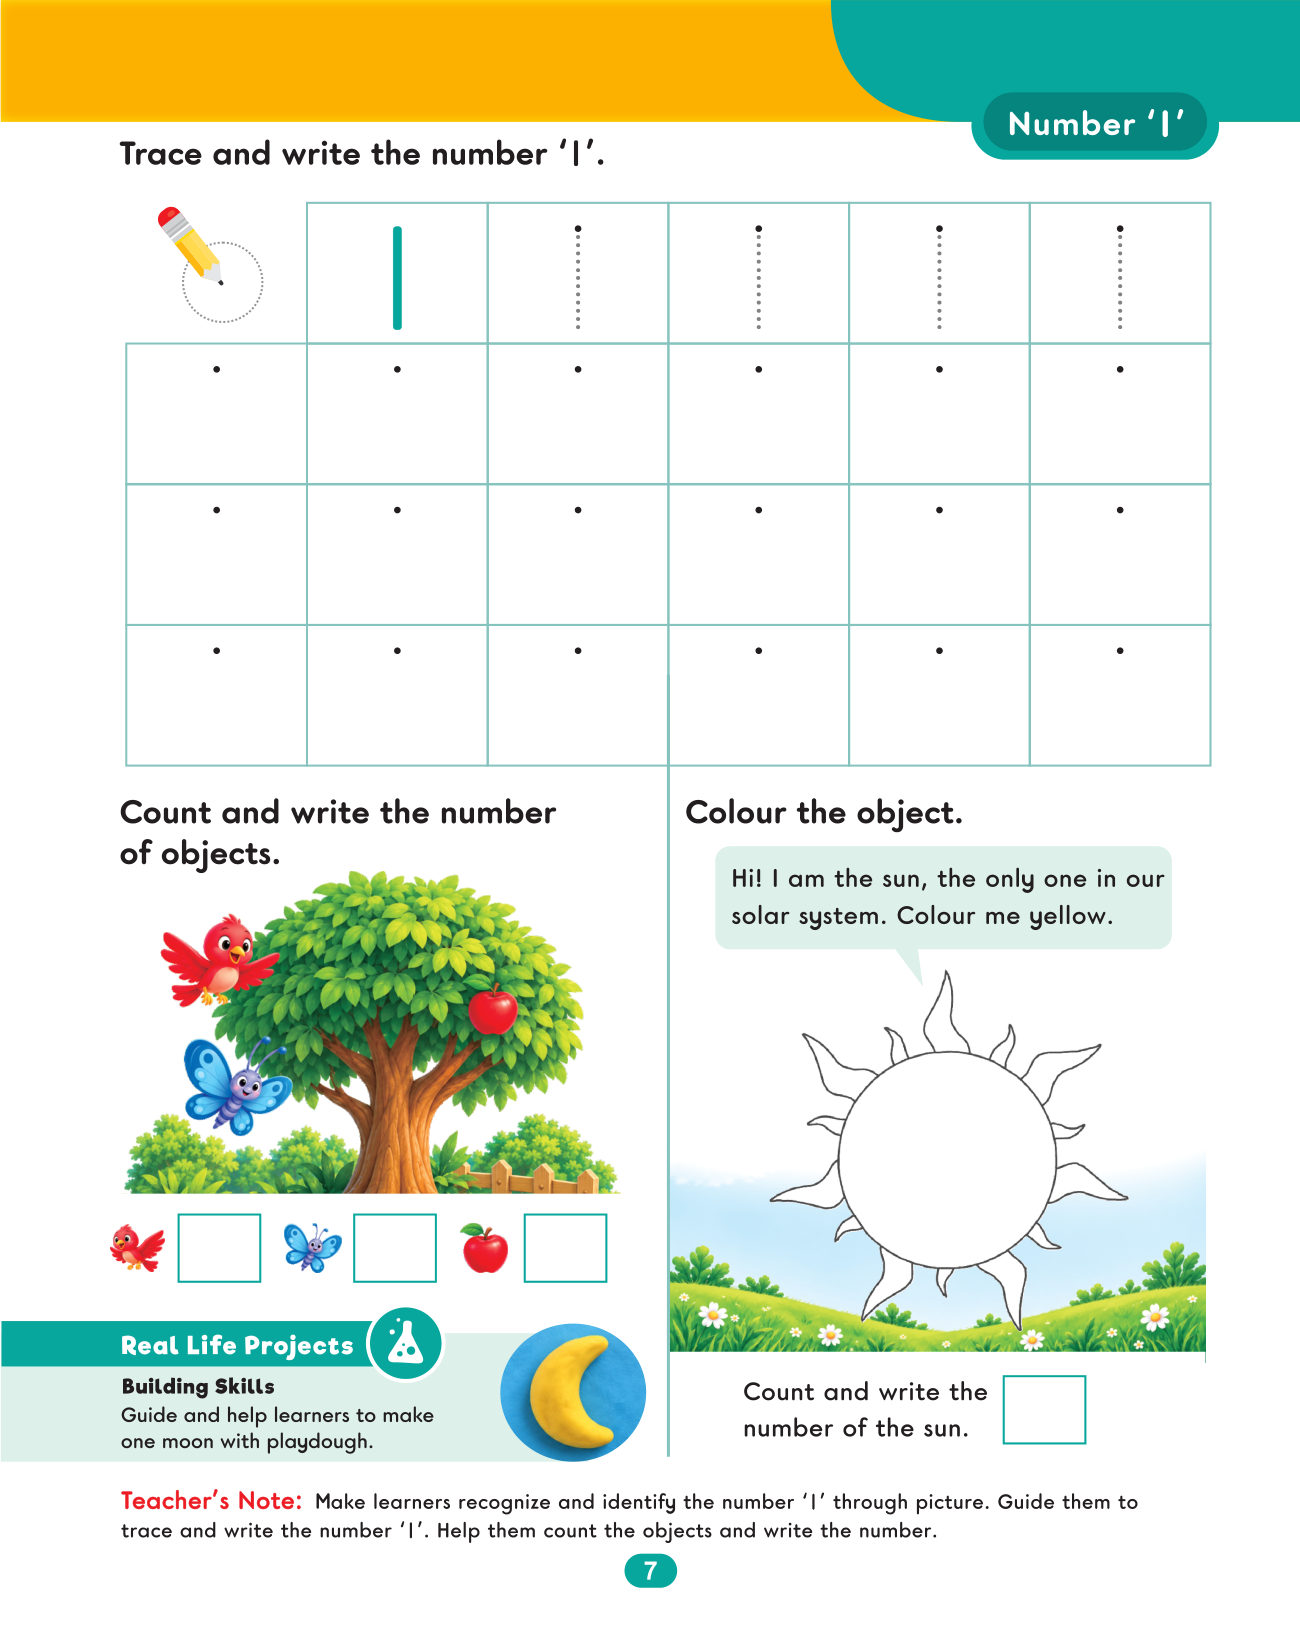 Number ‘1’
Trace and write the number ‘1’.
1
Count and write the number
of objects.
Colour the object.
Hi! I am the sun, the only one in our
solar system. Colour me yellow.
Real Life Projects
Building Skills
Guide and help learners to make
one moon with playdough.
Count and write the
number of the sun.
Teacher’s Note: Make learners recognize and identify the number ‘1’ through picture. Guide them to
trace and write the number ‘1’. Help them count the objects and write the number.
7